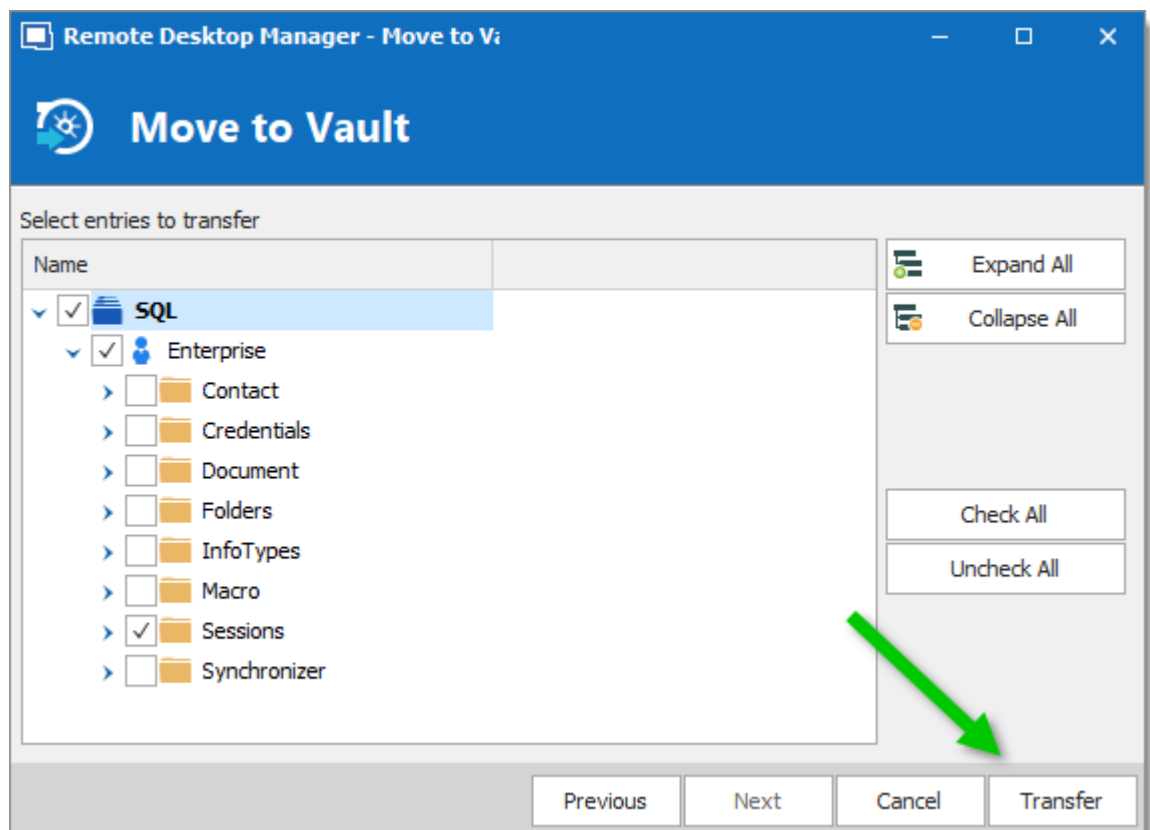 Remote Desktop Manager - Move to Va
Move to Vault
Select entries to transfer
Name
Expand All
Collapse All
SQL
Enterprise
Contact
Credentials
Document
Folders
InfoTypes
Macro
Sessions
Synchronizer
Check All
Uncheck All
Previous
Next
Cancel
Transfer